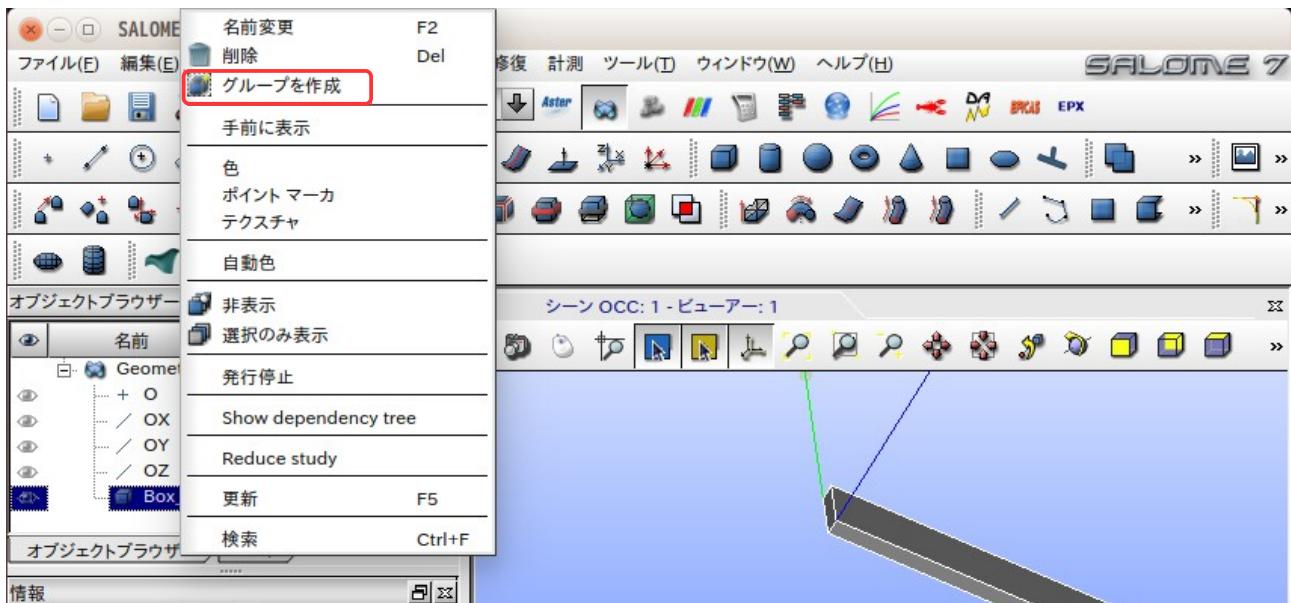 SALOME
ファイル(F) 編集(E) 修復 計測 ツール(T) ウィンドウ(W) ヘルプ(H)
SALOME 7
名前変更 F2
削除 Del
グループを作成
手前に表示
色
ポイント マーカ
テクスチャ
自動色
非表示
選択のみ表示
発行停止
Show dependency tree
Reduce study
更新 F5
検索 Ctrl+F
Aster
EPX
オブジェクトブラウザー
名前
Geomet
O
OX
OY
OZ
Box_
オブジェクトブラウザ
情報
シーン OCC: 1 - ビューアー: 1